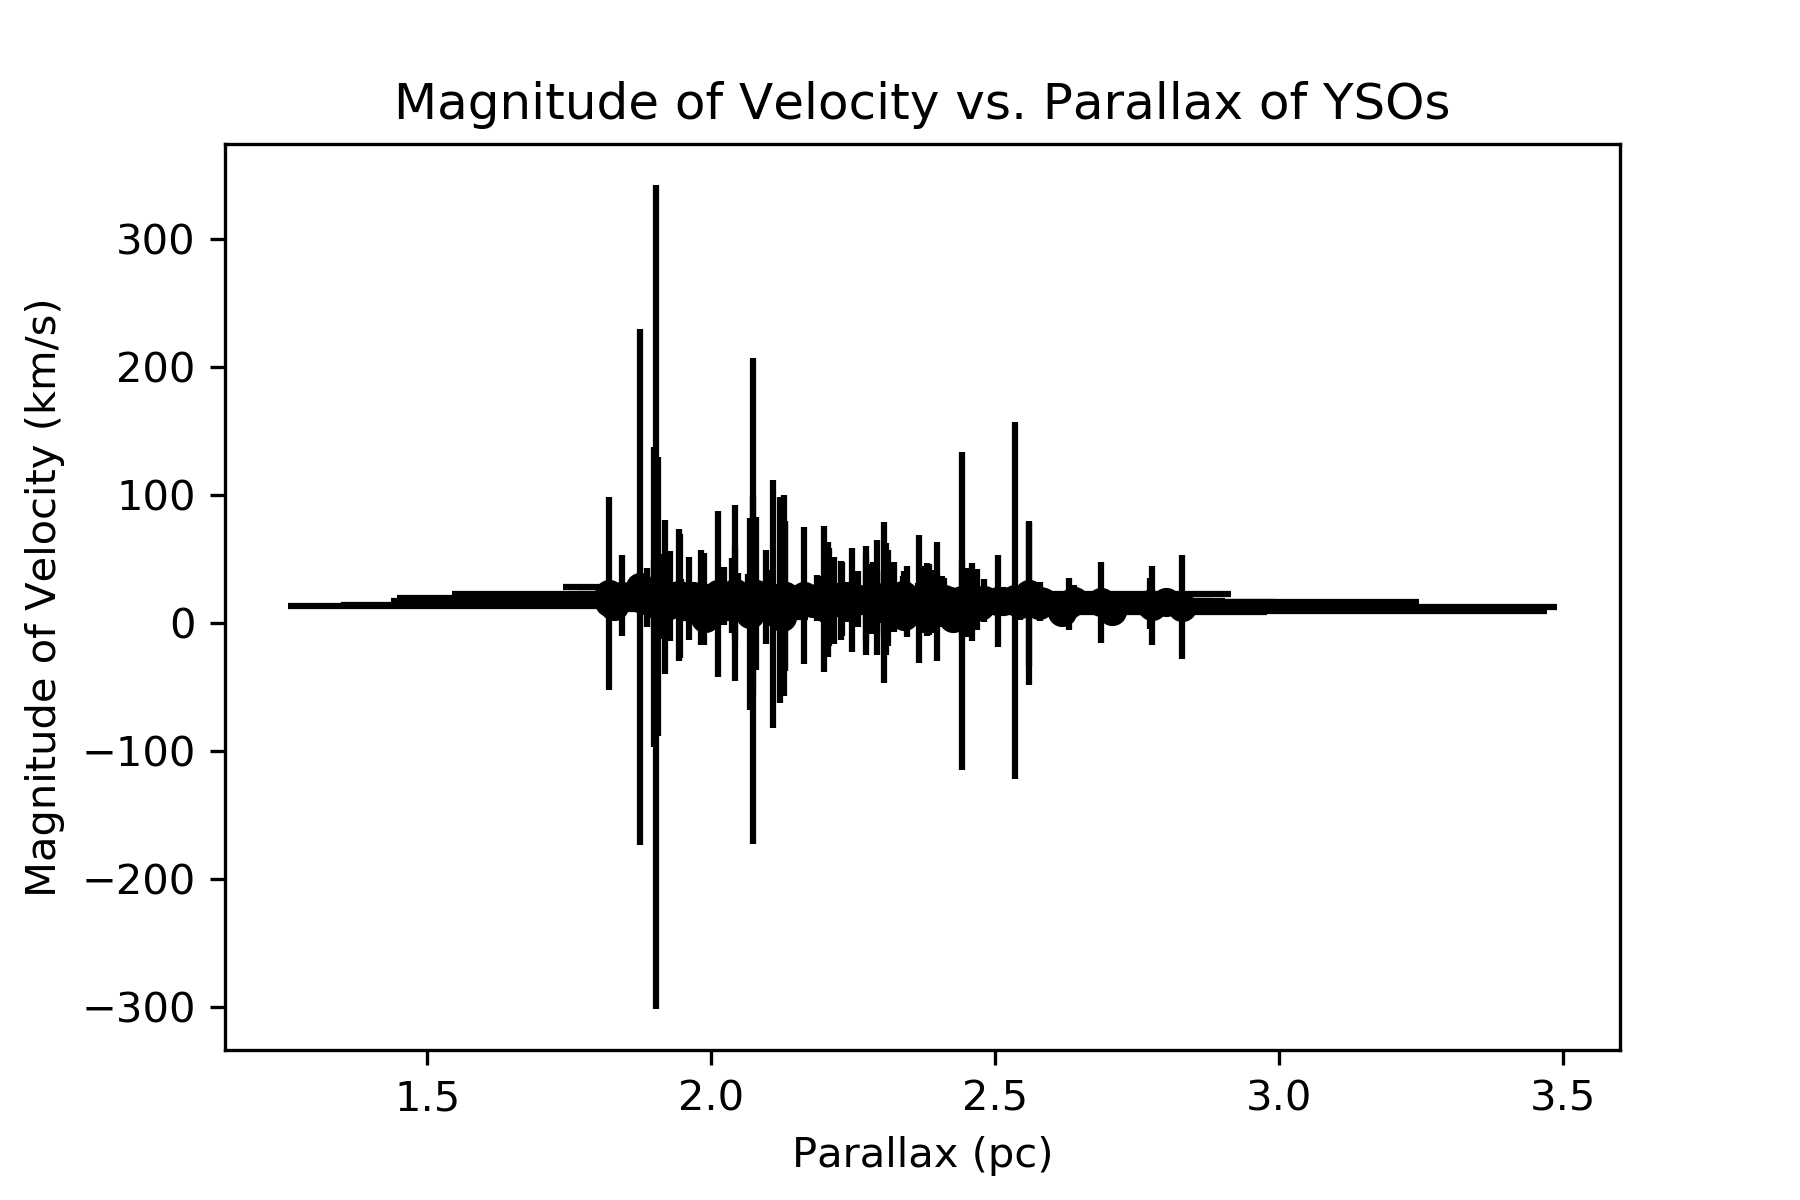 Magnitude of Velocity vs. Parallax of YSOs
Magnitude of Velocity (km/s)
300
200
100
0
−100
−200
−300
1.5 2.0 2.5 3.0 3.5
Parallax (pc)